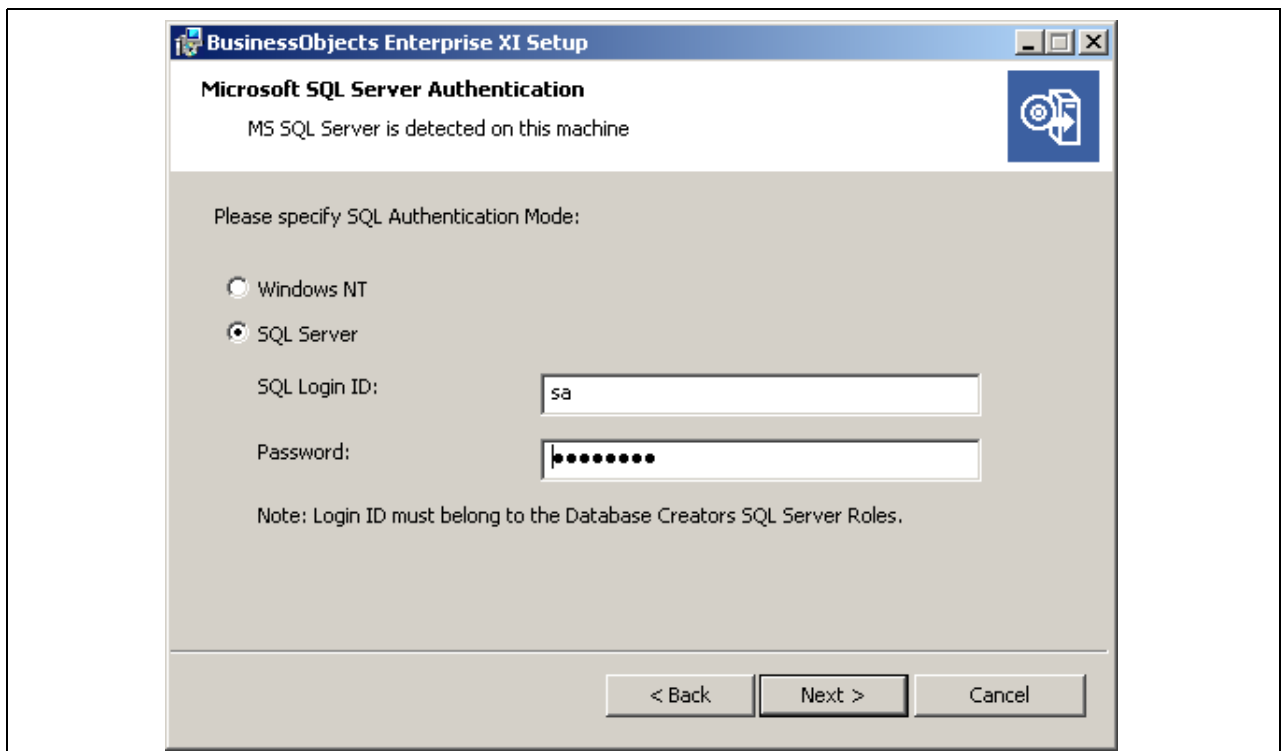 BusinessObjects Enterprise XI Setup
Microsoft SQL Server Authentication
MS SQL Server is detected on this machine
Please specify SQL Authentication Mode:
Windows NT
SQL Server
SQL Login ID:
sa
Password:
●●●●●●●●
Note: Login ID must belong to the Database Creators SQL Server Roles.
< Back
Next >
Cancel